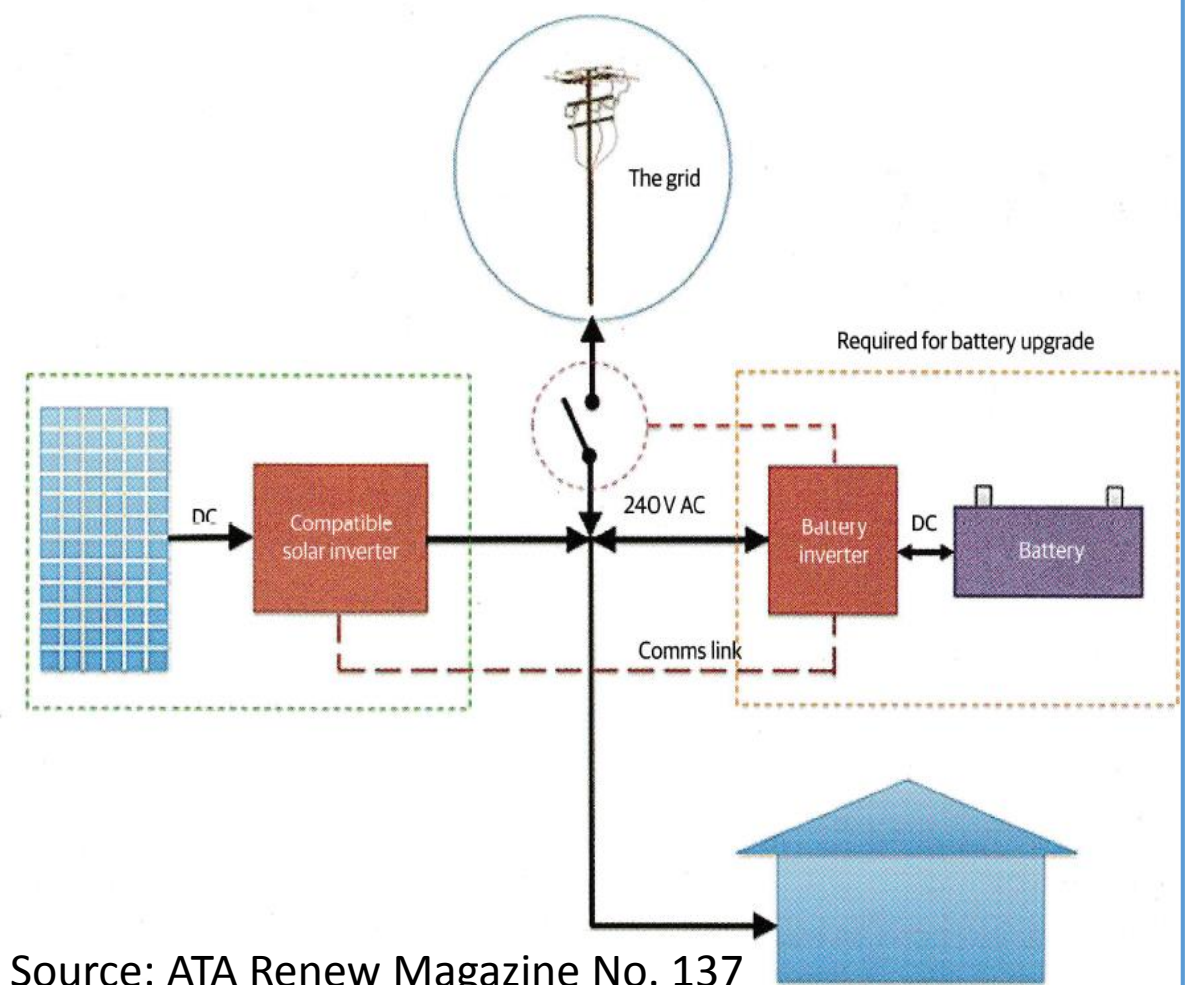 The grid
Required for battery upgrade
DC
Compatible
solar inverter
240V AC
Battery
inverter
DC
Battery
Comms link
Source: ATA Renew Magazine No. 137